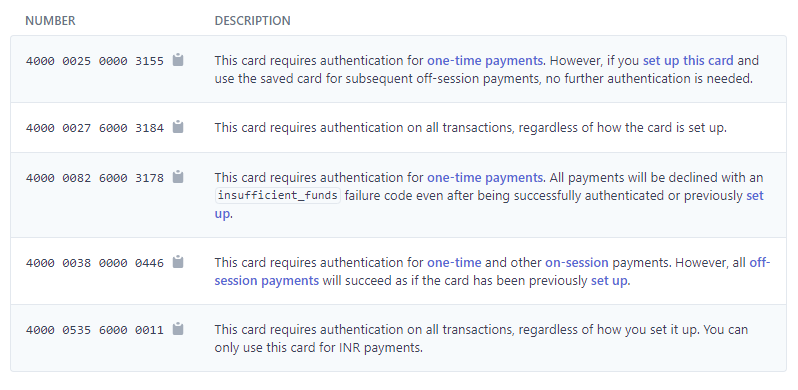 NUMBER DESCRIPTION
4000 0025 0000 3155 This card requires authentication for one-time payments. However, if you set up this card and
use the saved card for subsequent off-session payments, no further authentication is needed.
4000 0027 6000 3184 This card requires authentication on all transactions, regardless of how the card is set up.
4000 0082 6000 3178 This card requires authentication for one-time payments. All payments will be declined with an
insufficient_funds failure code even after being successfully authenticated or previously set
up.
4000 0038 0000 0446 This card requires authentication for one-time and other on-session payments. However, all off-
session payments will succeed as if the card has been previously set up.
4000 0535 6000 0011 This card requires authentication on all transactions, regardless of how you set it up. You can
only use this card for INR payments.